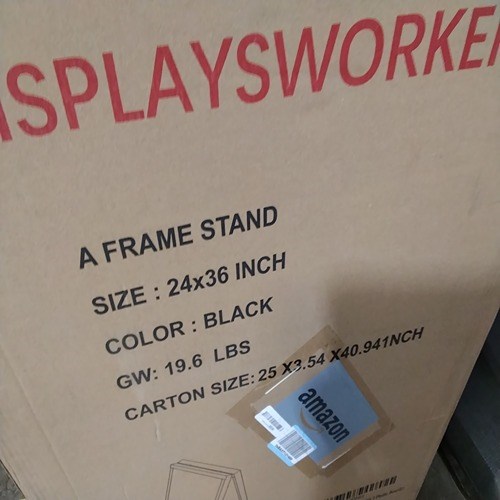 ISPLAYSWORKE
A FRAME STAND
SIZE : 24x36 INCH
COLOR : BLACK
GW: 19.6 LBS
CARTON SIZE: 25 X3.54 X40.941NCH
amazon